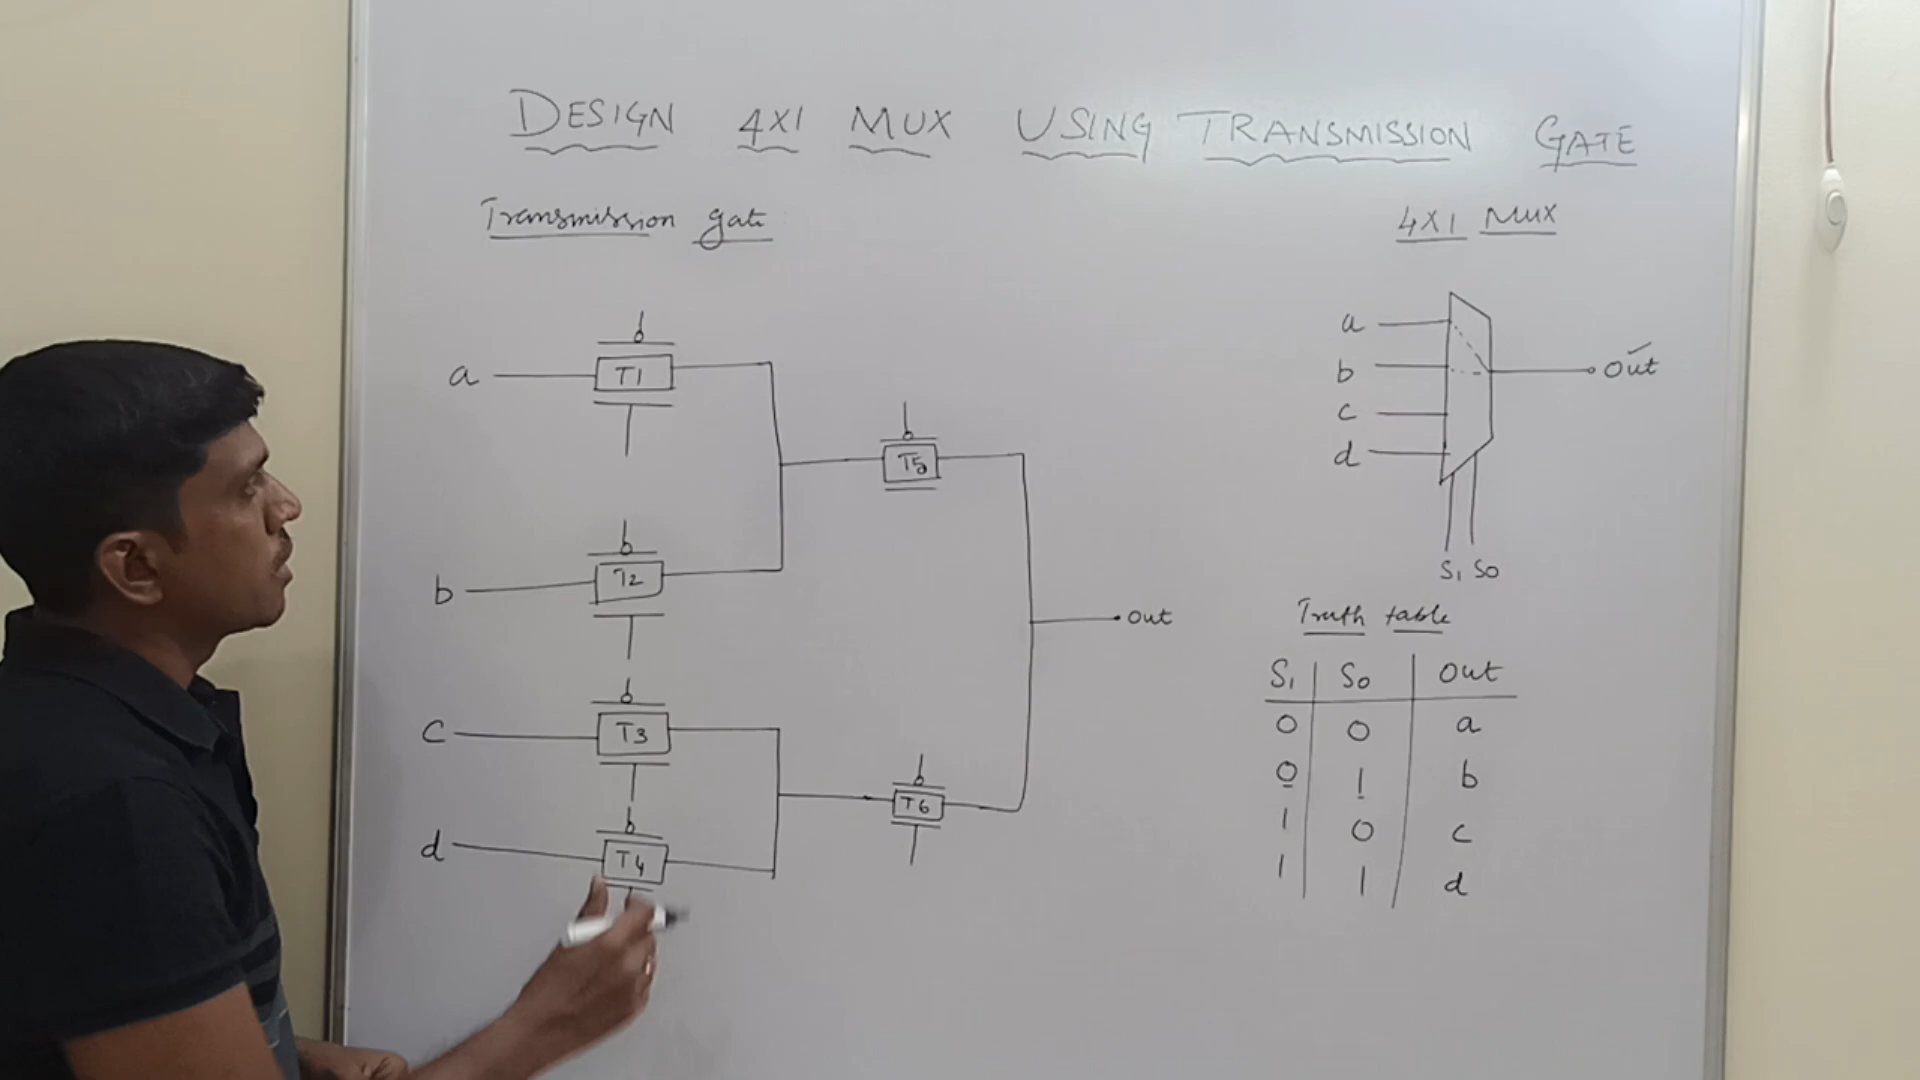 DESIGN 4X1 MUX USING TRANSMISSION GATE
Transmission gate
4X1 MUX
a
T1
b
T2
c
T3
d
T4
T5
T6
out
a
b
c
d
out
S1 S0
Truth table
S1 S0 out
0 0 a
0 1 b
1 0 c
1 1 d